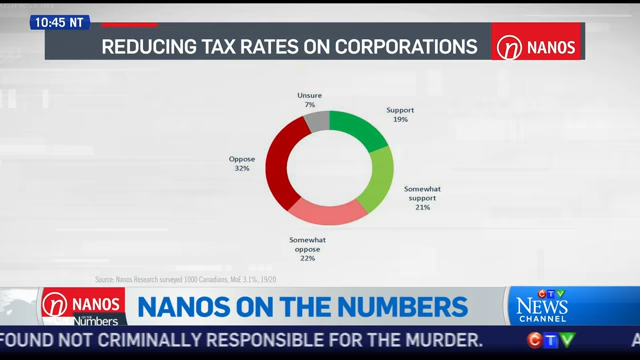 10:45 NT
REDUCING TAX RATES ON CORPORATIONS
NANOS
Unsure
7%
Support
19%
Oppose
32%
Somewhat
support
21%
Somewhat
oppose
22%
Source: Nanos Research surveyed 1000 Canadians, MoE 3.1%, 19/20
NANOS
ON THE
Numbers
NANOS ON THE NUMBERS
CTV
NEWS
CHANNEL
FOUND NOT CRIMINALLY RESPONSIBLE FOR THE MURDER.
CTV
A